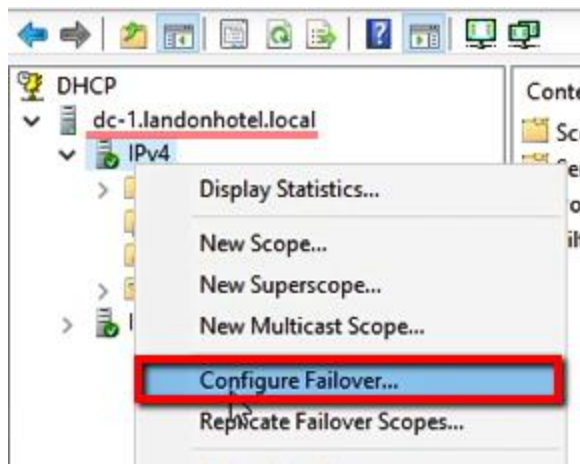 DHCP
dc-1.landonhotel.local
IPv4
Display Statistics...
New Scope...
New Superscope...
New Multicast Scope...
Configure Failover...
Replicate Failover Scopes...